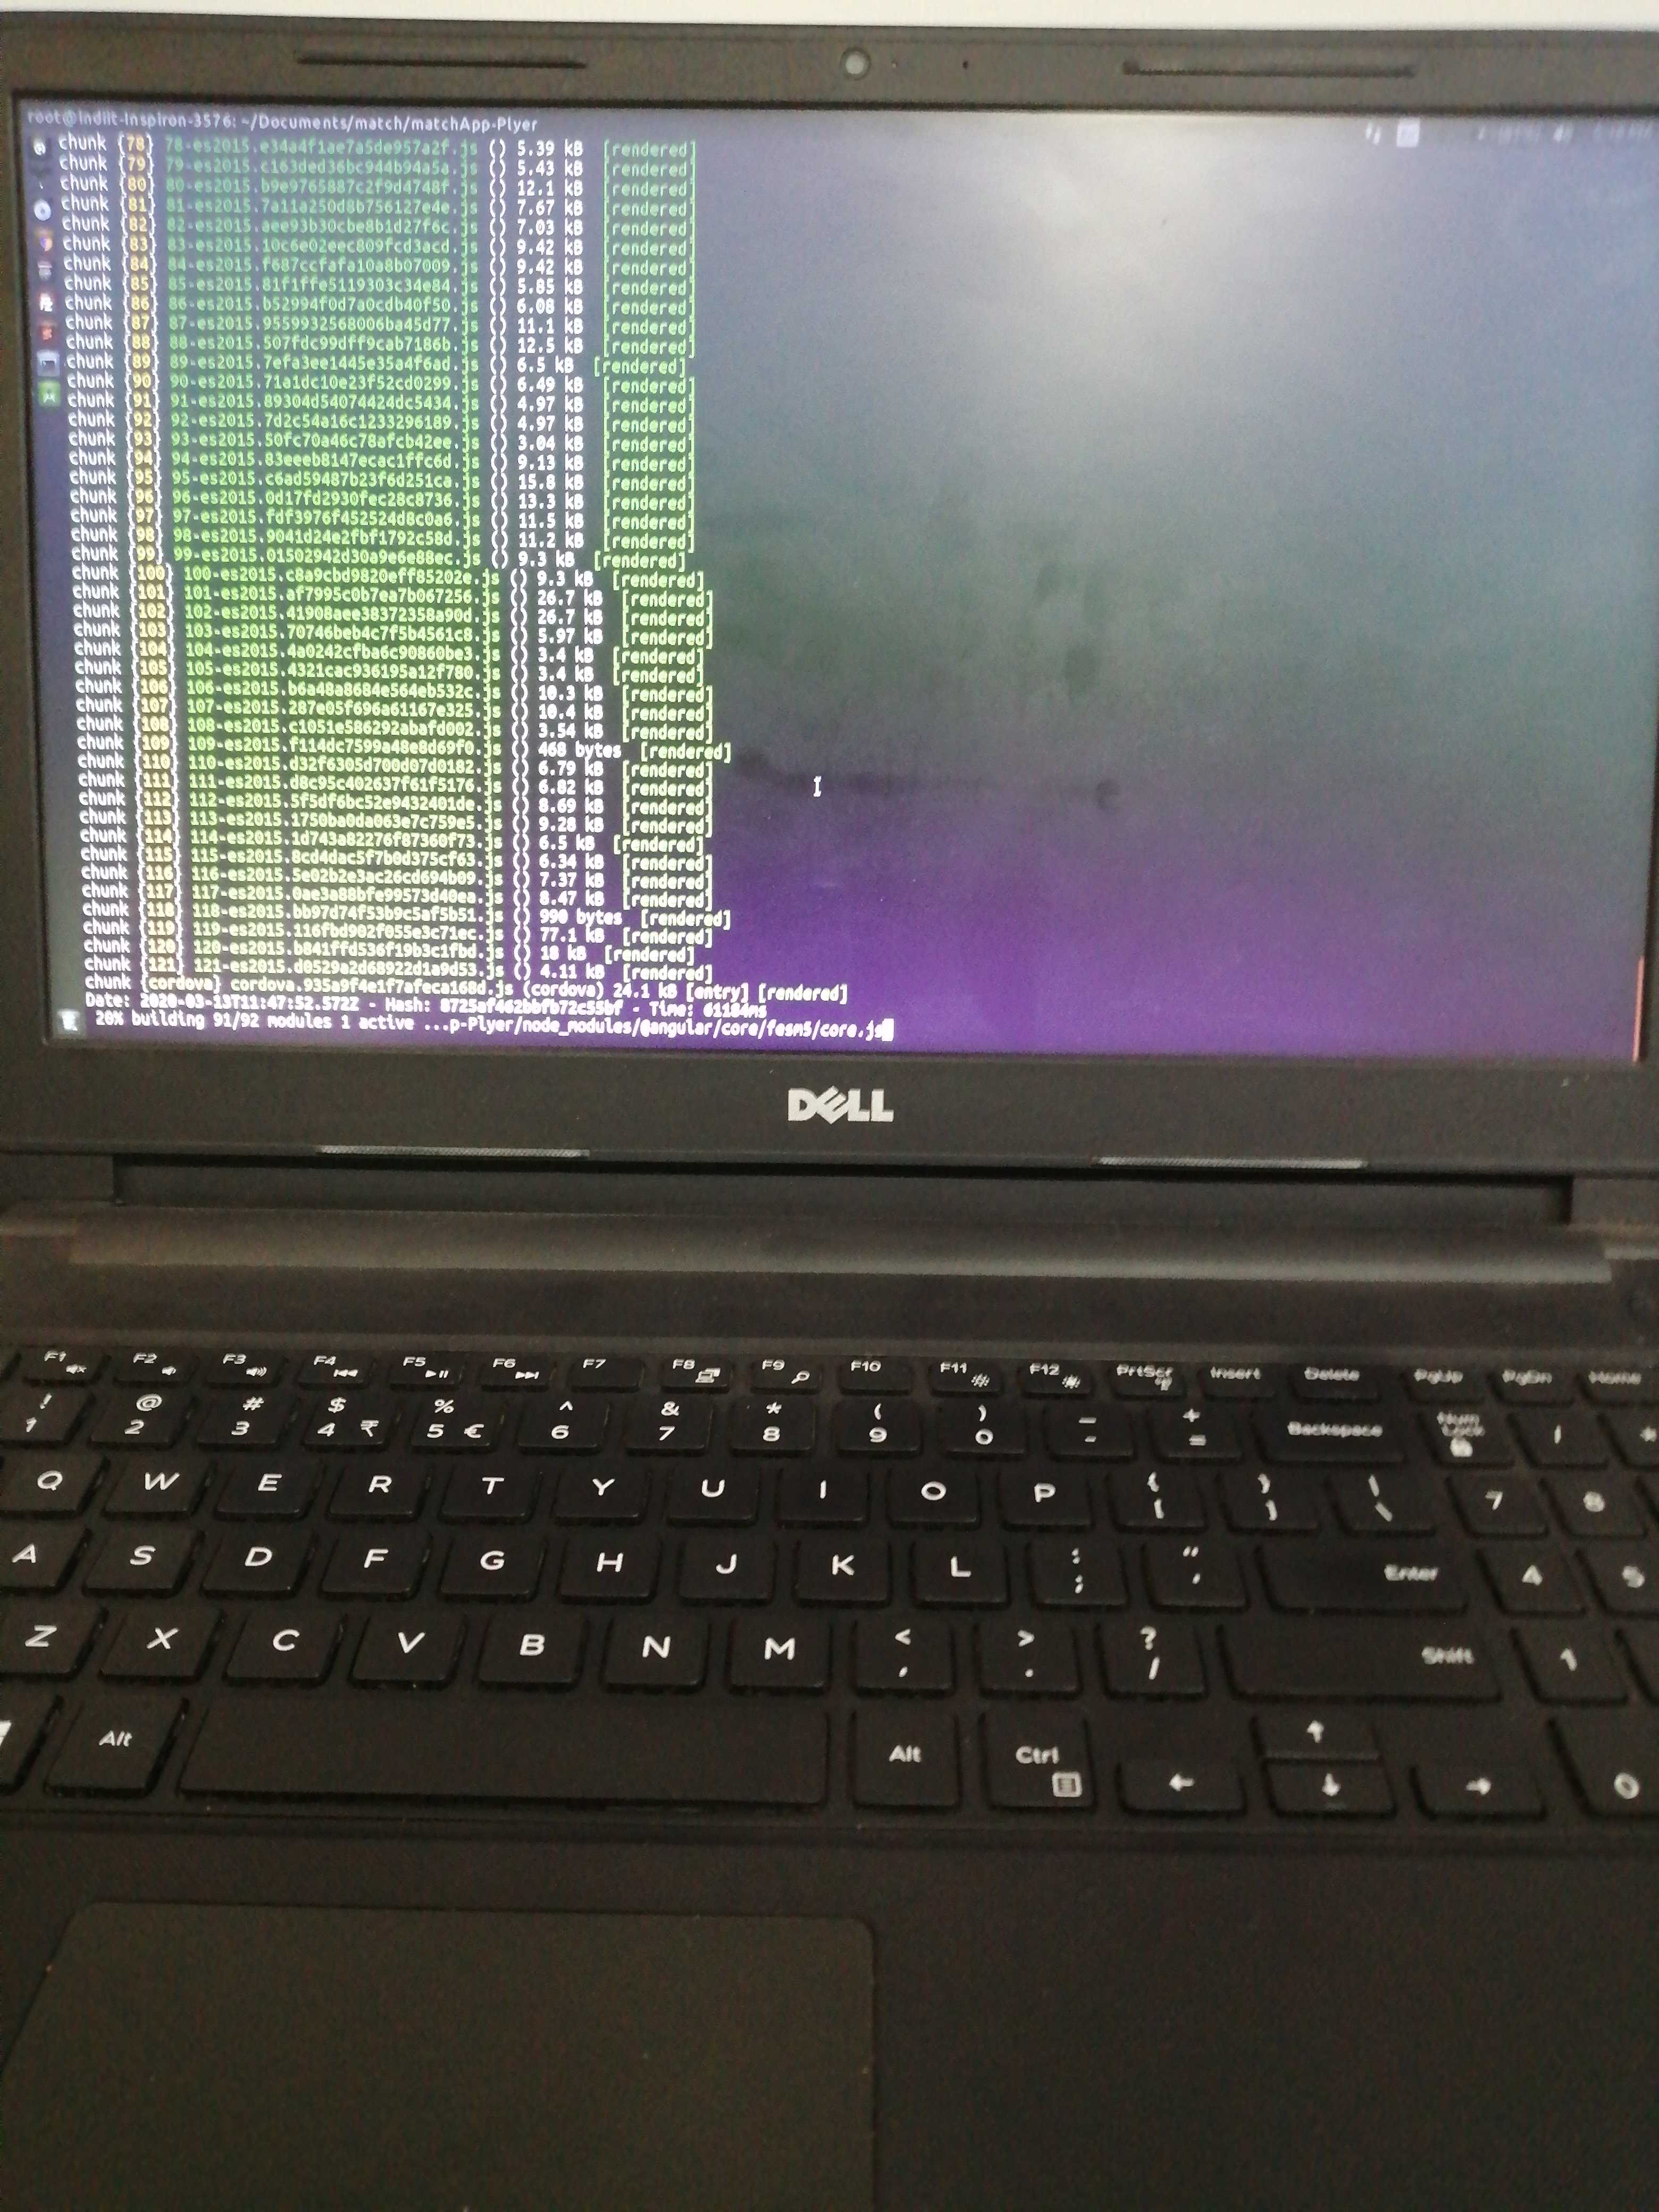 root@indiit-Inspiron-3576: ~/Documents/match/matchApp-Plyer
chunk {78} 78-es2015.e34a4f1ae7a5de957a2f.js () 5.39 kB [rendered]
chunk {79} 79-es2015.c163ded36bc944b94a5a.js () 5.43 kB [rendered]
chunk {80} 80-es2015.b9e9765887c2f9d4748f.js () 12.1 kB [rendered]
chunk {81} 81-es2015.7a11a250d8b756127e4e.js () 7.67 kB [rendered]
chunk {82} 82-es2015.aee93b30cbe8b1d27f6c.js () 7.03 kB [rendered]
chunk {83} 83-es2015.10c6e02eec809fcd3acd.js () 9.42 kB [rendered]
chunk {84} 84-es2015.f687ccfafa10a8b07009.js () 9.42 kB [rendered]
chunk {85} 85-es2015.81f1ffe5119303c34e84.js () 5.85 kB [rendered]
chunk {86} 86-es2015.b52994f0d7a0cdb40f50.js () 6.08 kB [rendered]
chunk {87} 87-es2015.9559932568006ba45d77.js () 11.1 kB [rendered]
chunk {88} 88-es2015.507fdc99dff9cab7186b.js () 12.5 kB [rendered]
chunk {89} 89-es2015.7efa3ee1445e35a4f6ad.js () 6.5 kB [rendered]
chunk {90} 90-es2015.71a1dc10e23f52cd0299.js () 6.49 kB [rendered]
chunk {91} 91-es2015.89304d54074424dc5434.js () 4.97 kB [rendered]
chunk {92} 92-es2015.7d2c54a16c1233296189.js () 4.97 kB [rendered]
chunk {93} 93-es2015.50fc70a46c78afcb42ee.js () 3.04 kB [rendered]
chunk {94} 94-es2015.83eeeb8147ecac1ffc6d.js () 9.13 kB [rendered]
chunk {95} 95-es2015.c6ad59487b23f6d251ca.js () 15.8 kB [rendered]
chunk {96} 96-es2015.0d17fd2930fec28c8736.js () 13.3 kB [rendered]
chunk {97} 97-es2015.fdf3976f452524d8c0a6.js () 11.5 kB [rendered]
chunk {98} 98-es2015.9041d24e2fbf1792c58d.js () 11.2 kB [rendered]
chunk {99} 99-es2015.01502942d30a9e6e88ec.js () 9.3 kB [rendered]
chunk {100} 100-es2015.c8a9cbd9820eff85202e.js () 9.3 kB [rendered]
chunk {101} 101-es2015.af7995c0b7ea7b067256.js () 26.7 kB [rendered]
chunk {102} 102-es2015.41908aee38372358a90d.js () 26.7 kB [rendered]
chunk {103} 103-es2015.70746beb4c7f5b4561c8.js () 5.97 kB [rendered]
chunk {104} 104-es2015.4a0242cfba6c90860be3.js () 3.4 kB [rendered]
chunk {105} 105-es2015.4321cac936195a12f780.js () 3.4 kB [rendered]
chunk {106} 106-es2015.b6a48a8684e564eb532c.js () 10.3 kB [rendered]
chunk {107} 107-es2015.287e05f696a61167e325.js () 10.4 kB [rendered]
chunk {108} 108-es2015.c1051e586292abafd002.js () 3.54 kB [rendered]
chunk {109} 109-es2015.f114dc7599a48e8d69f0.js () 468 bytes [rendered]
chunk {110} 110-es2015.d32f6305d700d07d0182.js () 6.79 kB [rendered]
chunk {111} 111-es2015.d8c95c402637f61f5176.js () 6.82 kB [rendered]
chunk {112} 112-es2015.5f5df6bc52e9432401de.js () 8.69 kB [rendered]
chunk {113} 113-es2015.1750ba0da063e7c759e5.js () 9.28 kB [rendered]
chunk {114} 114-es2015.1d743a82276f87360f73.js () 6.5 kB [rendered]
chunk {115} 115-es2015.8cd4dac5f7b0d375cf63.js () 6.34 kB [rendered]
chunk {116} 116-es2015.5e02b2e3ac26cd694b09.js () 7.37 kB [rendered]
chunk {117} 117-es2015.0ae3a88bfe99573d40ea.js () 8.47 kB [rendered]
chunk {118} 118-es2015.bb97d74f53b9c5af5b51.js () 990 bytes [rendered]
chunk {119} 119-es2015.116fbd902f055e3c71ec.js () 77.1 kB [rendered]
chunk {120} 120-es2015.b841ffd536f19b3c1fbd.js () 18 kB [rendered]
chunk {121} 121-es2015.d0529a2d68922d1a9d53.js () 4.11 kB [rendered]
chunk {cordova} cordova.935a9f4e1f7afeca168d.js (cordova) 24.1 kB [entry] [rendered]
Date: 2020-03-13T11:47:52.572Z - Hash: 8725af462bbfb72c55bf - Time: 61184ms
20% building 91/92 modules 1 active ...p-Plyer/node_modules/@angular/core/fesm5/core.js
DELL
F1 F2 F3 F4 F5 F6 F7 F8 F9 F10 F11 F12 PrtScr Insert Delete PgUp PgDn Home
! @ # $ % ^ & * ( ) _ +
1 2 3 4 ₹ 5 € 6 7 8 9 0 - = Backspace Num Lock / *
Q W E R T Y U I O P { [ } ] | \ 7 8
A S D F G H J K L : ; " ' Enter 4 5
Z X C V B N M < , > . ? / Shift 1
Alt Alt Ctrl 0